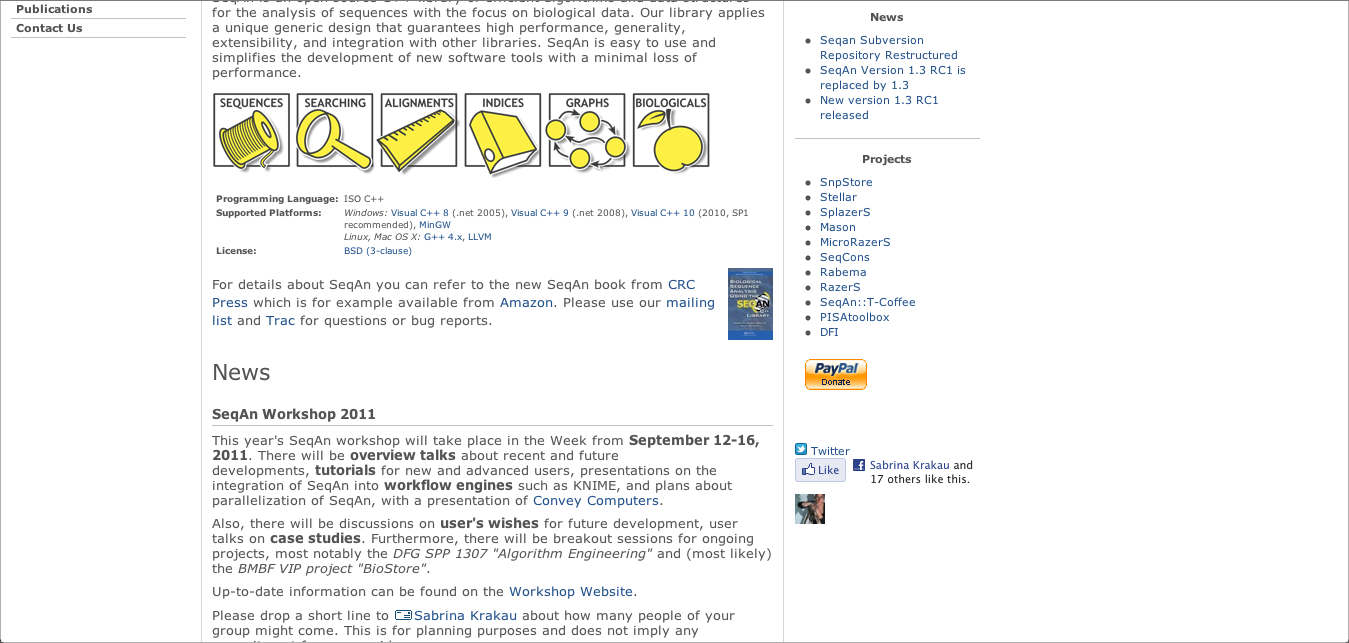 Publications
Contact Us
for the analysis of sequences with the focus on biological data. Our library applies
a unique generic design that guarantees high performance, generality,
extensibility, and integration with other libraries. SeqAn is easy to use and
simplifies the development of new software tools with a minimal loss of
performance.
SEQUENCES SEARCHING ALIGNMENTS INDICES GRAPHS BIOLOGICALS
Programming Language: ISO C++
Supported Platforms: Windows: Visual C++ 8 (.net 2005), Visual C++ 9 (.net 2008), Visual C++ 10 (2010, SP1
recommended), MinGW
Linux, Mac OS X: G++ 4.x, LLVM
License: BSD (3-clause)
For details about SeqAn you can refer to the new SeqAn book from CRC
Press which is for example available from Amazon. Please use our mailing
list and Trac for questions or bug reports.
BIOLOGICAL
SEQUENCE
ANALYSIS
USING THE
SEQAN
C++
LIBRARY
News
SeqAn Workshop 2011
This year's SeqAn workshop will take place in the Week from September 12-16,
2011. There will be overview talks about recent and future
developments, tutorials for new and advanced users, presentations on the
integration of SeqAn into workflow engines such as KNIME, and plans about
parallelization of SeqAn, with a presentation of Convey Computers.
Also, there will be discussions on user's wishes for future development, user
talks on case studies. Furthermore, there will be breakout sessions for ongoing
projects, most notably the DFG SPP 1307 "Algorithm Engineering" and (most likely)
the BMBF VIP project "BioStore".
Up-to-date information can be found on the Workshop Website.
Please drop a short line to Sabrina Krakau about how many people of your
group might come. This is for planning purposes and does not imply any
News
Seqan Subversion
Repository Restructured
SeqAn Version 1.3 RC1 is
replaced by 1.3
New version 1.3 RC1
released
Projects
SnpStore
Stellar
SplazerS
Mason
MicroRazerS
SeqCons
Rabema
RazerS
SeqAn::T-Coffee
PISAtoolbox
DFI
PayPal
Donate
Twitter
Like
Sabrina Krakau and
17 others like this.